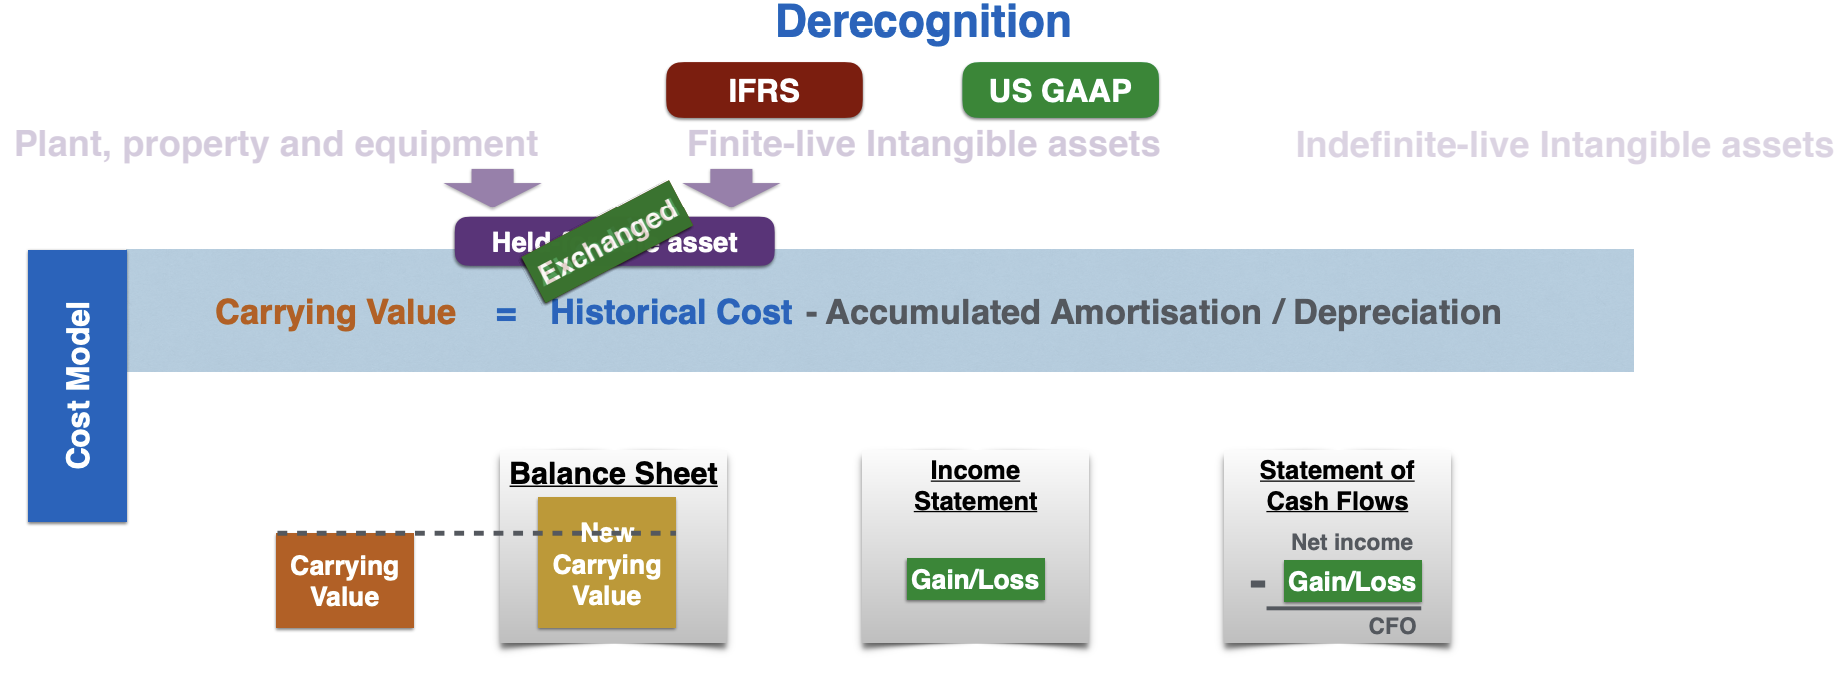 Derecognition
IFRS
US GAAP
Plant, property and equipment
Finite-live Intangible assets
Indefinite-live Intangible assets
Held asset
Exchanged
Cost Model
Carrying Value = Historical Cost - Accumulated Amortisation / Depreciation
Balance Sheet
New
Carrying
Value
Carrying
Value
Income
Statement
Gain/Loss
Statement of
Cash Flows
Net income
- Gain/Loss
CFO